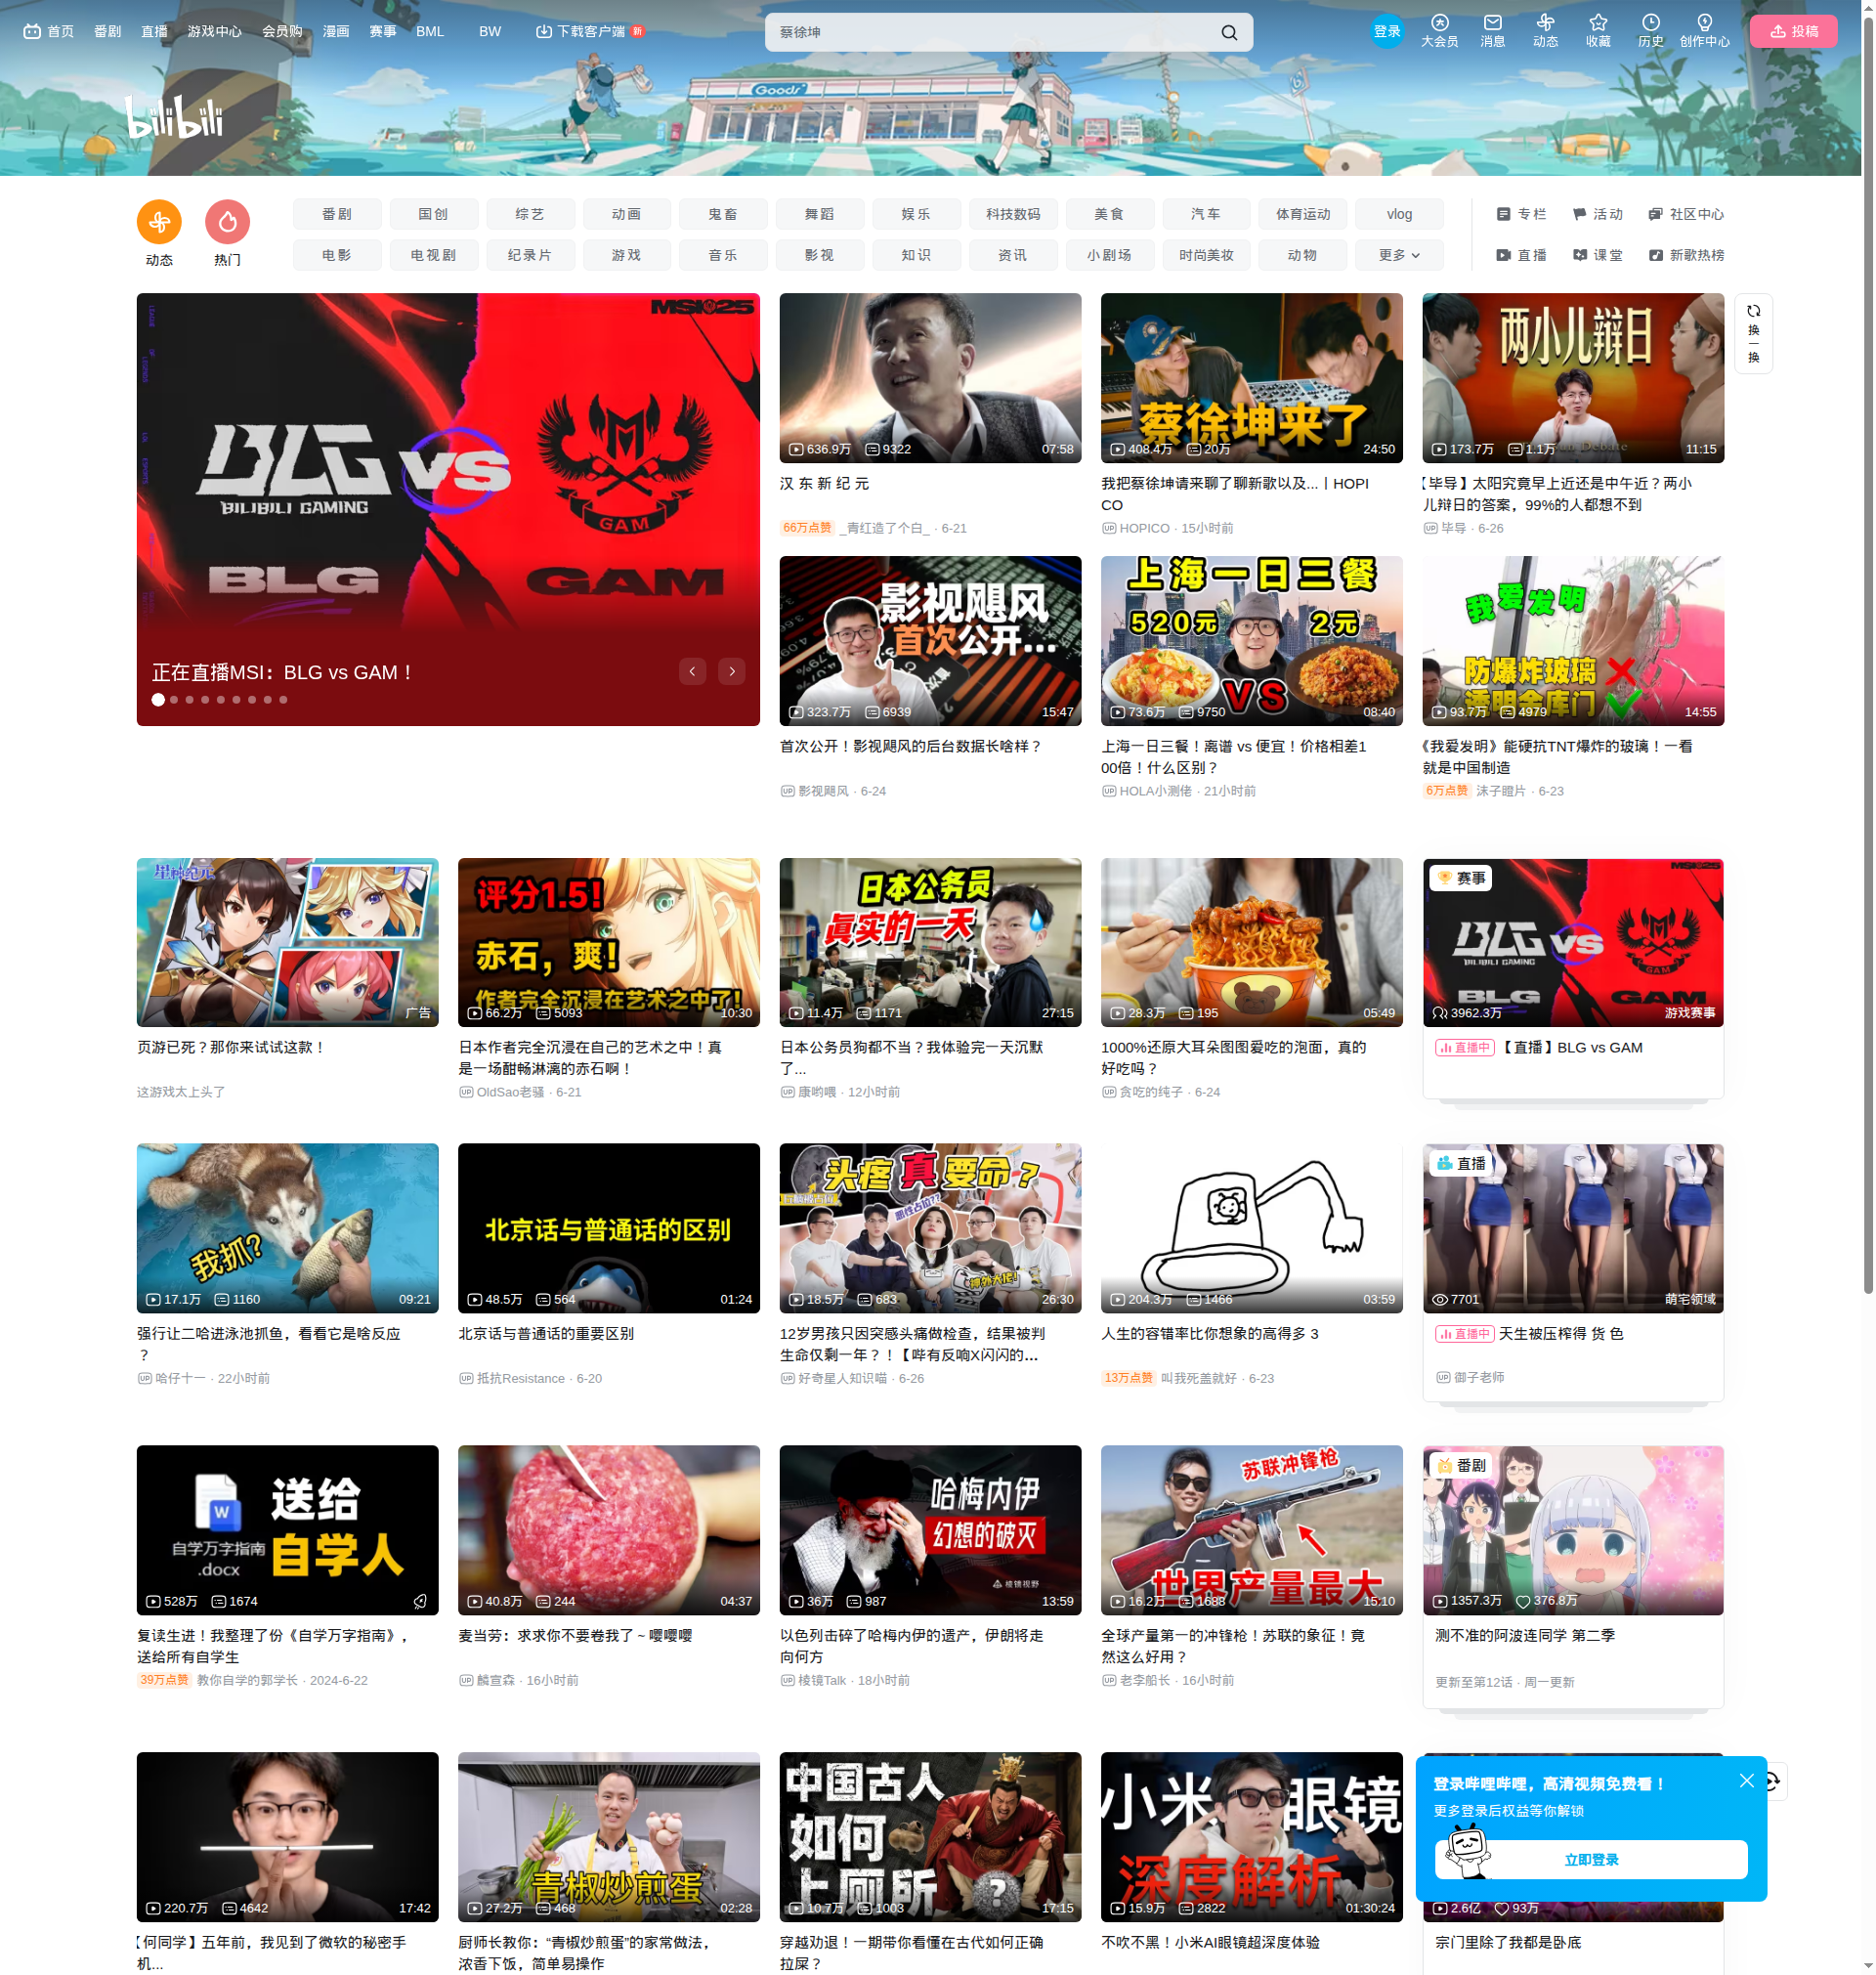 首页 番剧 直播 游戏中心 会员购 漫画 赛事 BML BW 下载客户端 新
蔡徐坤
登录 大会员 消息 动态 收藏 历史 创作中心 投稿
Goods
bilibili
动态 热门
番剧 国创 综艺 动画 鬼畜 舞蹈 娱乐 科技数码 美食 汽车 体育运动 vlog
专栏 活动 社区中心
电影 电视剧 纪录片 游戏 音乐 影视 知识 资讯 小剧场 时尚美妆 动物 更多
直播 课堂 新歌热榜
换一换
MSI 25
BLG VS
BILIBILI GAMING
GAM
BLG GAM
正在直播MSI：BLG vs GAM！
636.9万 9322 07:58
汉 东 新 纪 元
66万点赞 _青红造了个白_ · 6-21
蔡徐坤来了
408.4万 20万 24:50
我把蔡徐坤请来聊了聊新歌以及...丨HOPI
CO
HOPICO · 15小时前
两小儿辩日
173.7万 1.1万 11:15
【毕导】太阳究竟早上近还是中午近？两小
儿辩日的答案，99%的人都想不到
毕导 · 6-26
影视飓风
首次公开...
323.7万 6939 15:47
首次公开！影视飓风的后台数据长啥样？
影视飓风 · 6-24
上海一日三餐
520元 2元
VS
73.6万 9750 08:40
上海一日三餐！离谱 vs 便宜！价格相差1
00倍！什么区别？
HOLA小测佬 · 21小时前
我爱发明
防爆炸玻璃
透明金库门
93.7万 4979 14:55
《我爱发明》能硬抗TNT爆炸的玻璃！一看
就是中国制造
6万点赞 沫子瞪片 · 6-23
广告
页游已死？那你来试试这款！
这游戏太上头了
评分1.5！
赤石，爽！
作者完全沉浸在艺术之中了！
66.2万 5093 10:30
日本作者完全沉浸在自己的艺术之中！真
是一场酣畅淋漓的赤石啊！
OldSao老骚 · 6-21
日本公务员
真实的一天
11.4万 1171 27:15
日本公务员狗都不当？我体验完一天沉默
了...
康哟喂 · 12小时前
28.3万 195 05:49
1000%还原大耳朵图图爱吃的泡面，真的
好吃吗？
贪吃的纯子 · 6-24
赛事
MSI 25
BLG VS
BILIBILI GAMING
GAM
BLG GAM
3962.3万 游戏赛事
直播中 【直播】BLG vs GAM
我抓？
17.1万 1160 09:21
强行让二哈进泳池抓鱼，看看它是啥反应
？
哈仔十一 · 22小时前
北京话与普通话的区别
48.5万 564 01:24
北京话与普通话的重要区别
抵抗Resistance · 6-20
头疼真要命？
18.5万 683 26:30
12岁男孩只因突感头痛做检查，结果被判
生命仅剩一年？！【哔有反响X闪闪的...
好奇星人知识喵 · 6-26
204.3万 1466 03:59
人生的容错率比你想象的高得多 3
13万点赞 叫我死盖就好 · 6-23
直播
7701 萌宅领域
直播中 天生被压榨得 货 色
御子老师
送给
自学人
W
自学万字指南
.docx
528万 1674
复读生进！我整理了份《自学万字指南》，
送给所有自学生
39万点赞 教你自学的郭学长 · 2024-6-22
40.8万 244 04:37
麦当劳：求求你不要卷我了～嘤嘤嘤
麟宣森 · 16小时前
哈梅内伊
幻想的破灭
棱镜视野
36万 987 13:59
以色列击碎了哈梅内伊的遗产，伊朗将走
向何方
棱镜Talk · 18小时前
苏联冲锋枪
世界产量最大
16.2万 1688 15:10
全球产量第一的冲锋枪！苏联的象征！竟
然这么好用？
老李船长 · 16小时前
番剧
1357.3万 376.8万
测不准的阿波连同学 第二季
更新至第12话 · 周一更新
220.7万 4642 17:42
【何同学】五年前，我见到了微软的秘密手
机...
青椒炒煎蛋
27.2万 468 02:28
厨师长教你：“青椒炒煎蛋”的家常做法，
浓香下饭，简单易操作
中国古人
如何
上厕所
?
10.7万 1003 17:15
穿越劝退！一期带你看懂在古代如何正确
拉屎？
小米 眼镜
深度解析
15.9万 2822 01:30:24
不吹不黑！小米AI眼镜超深度体验
登录哔哩哔哩，高清视频免费看！
更多登录后权益等你解锁
立即登录
2.6亿 93万
宗门里除了我都是卧底